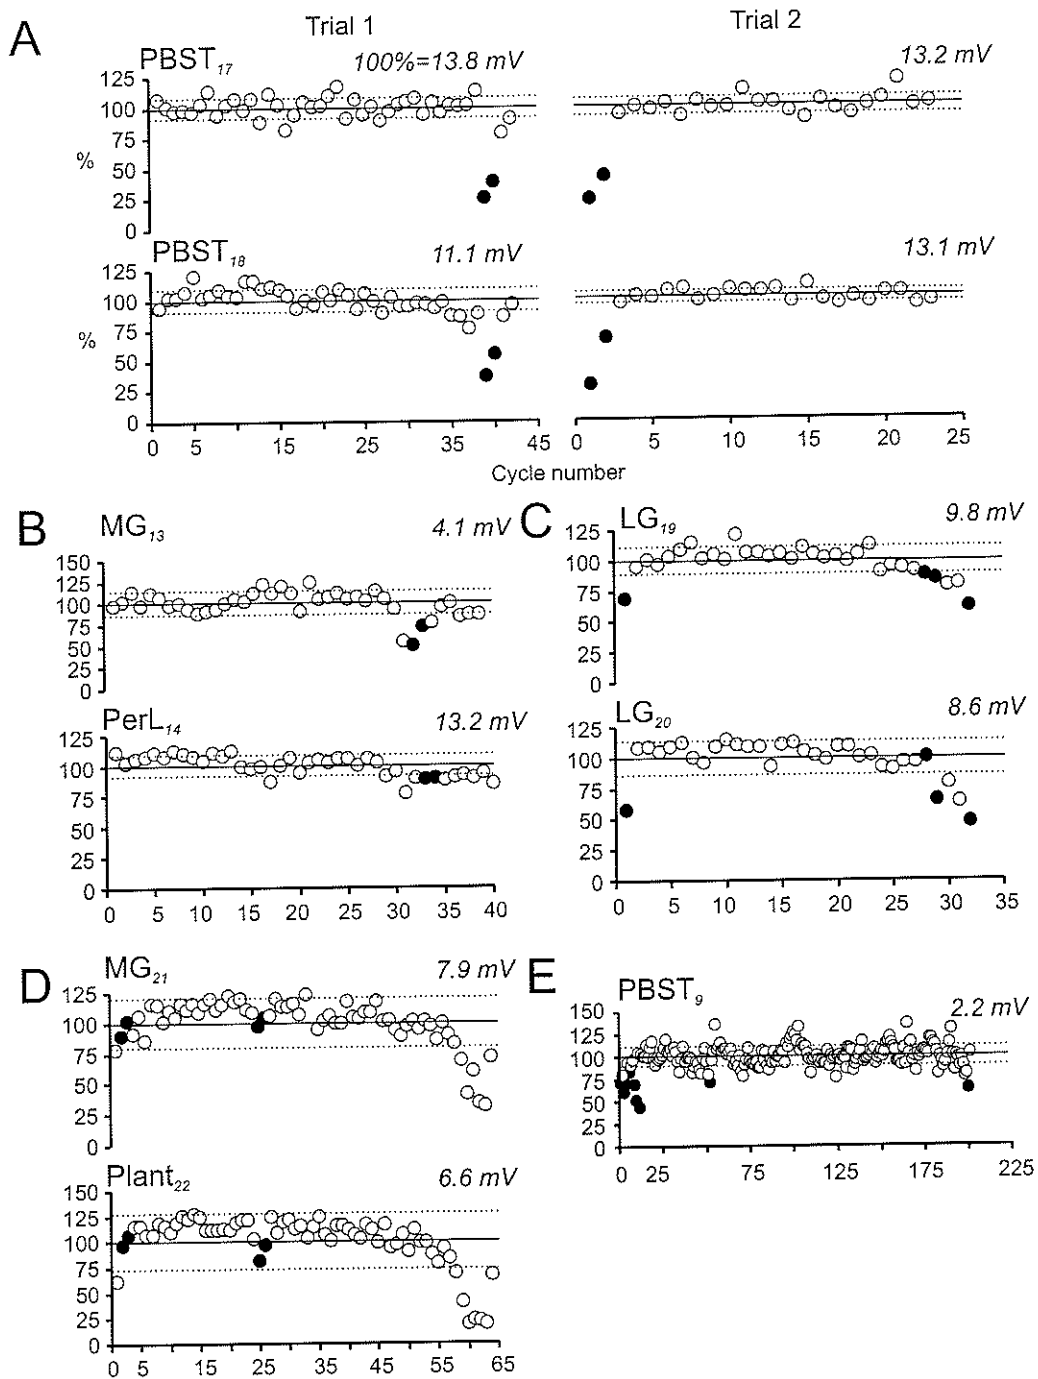 Trial 1
Trial 2
A
PBST17
100%=13.8 mV
13.2 mV
125
100
75
%
50
25
0
PBST18
11.1 mV
13.1 mV
125
100
75
%
50
25
0
0 5 15 25 35 45
0 5 10 15 20 25
Cycle number
B
MG13
4.1 mV
150
125
100
75
50
25
0
PerL14
13.2 mV
125
100
75
50
25
0
0 5 10 15 20 25 30 35 40
C
LG19
9.8 mV
125
100
75
50
25
0
LG20
8.6 mV
125
100
75
50
25
0
0 5 10 15 20 25 30 35
D
MG21
7.9 mV
125
100
75
50
25
0
Plant22
6.6 mV
150
125
100
75
50
25
0
0 5 15 25 35 45 55 65
E
PBST9
2.2 mV
150
125
100
75
50
25
0
0 25 75 125 175 225